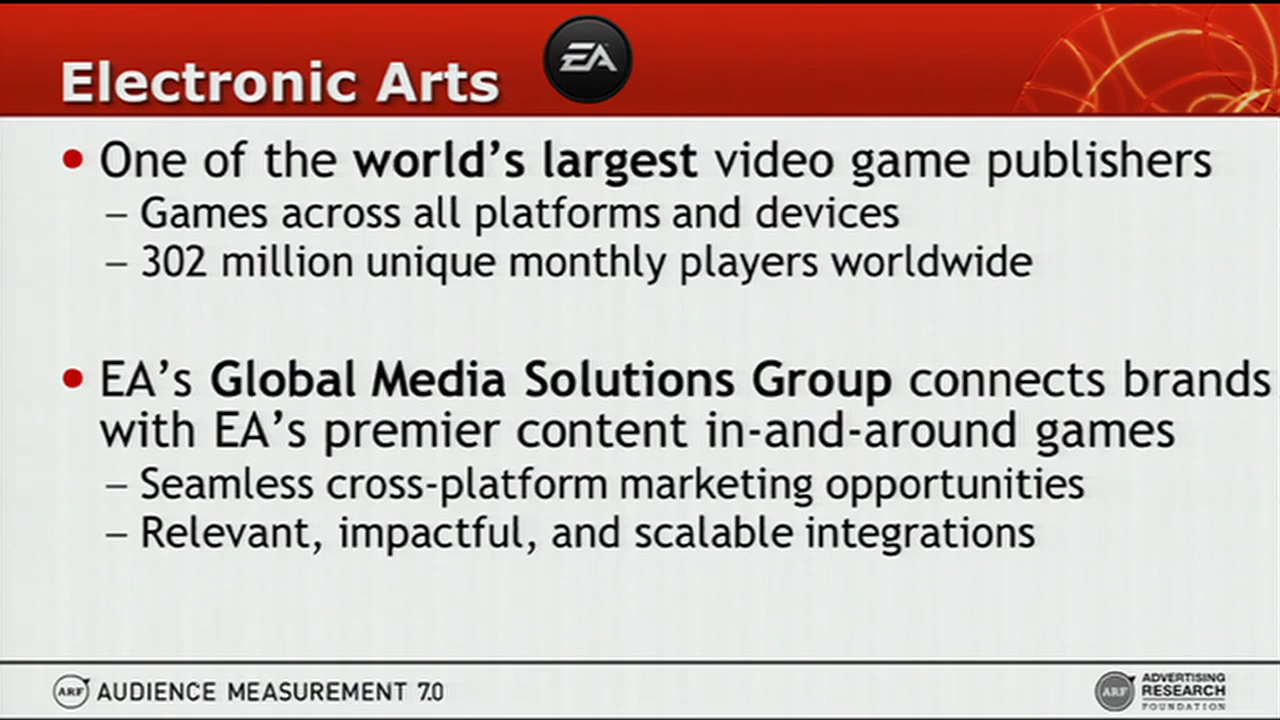 Electronic Arts
EA
• One of the world's largest video game publishers
– Games across all platforms and devices
– 302 million unique monthly players worldwide
• EA's Global Media Solutions Group connects brands
with EA's premier content in-and-around games
– Seamless cross-platform marketing opportunities
– Relevant, impactful, and scalable integrations
ARF AUDIENCE MEASUREMENT 7.0
ARF
ADVERTISING
RESEARCH
FOUNDATION